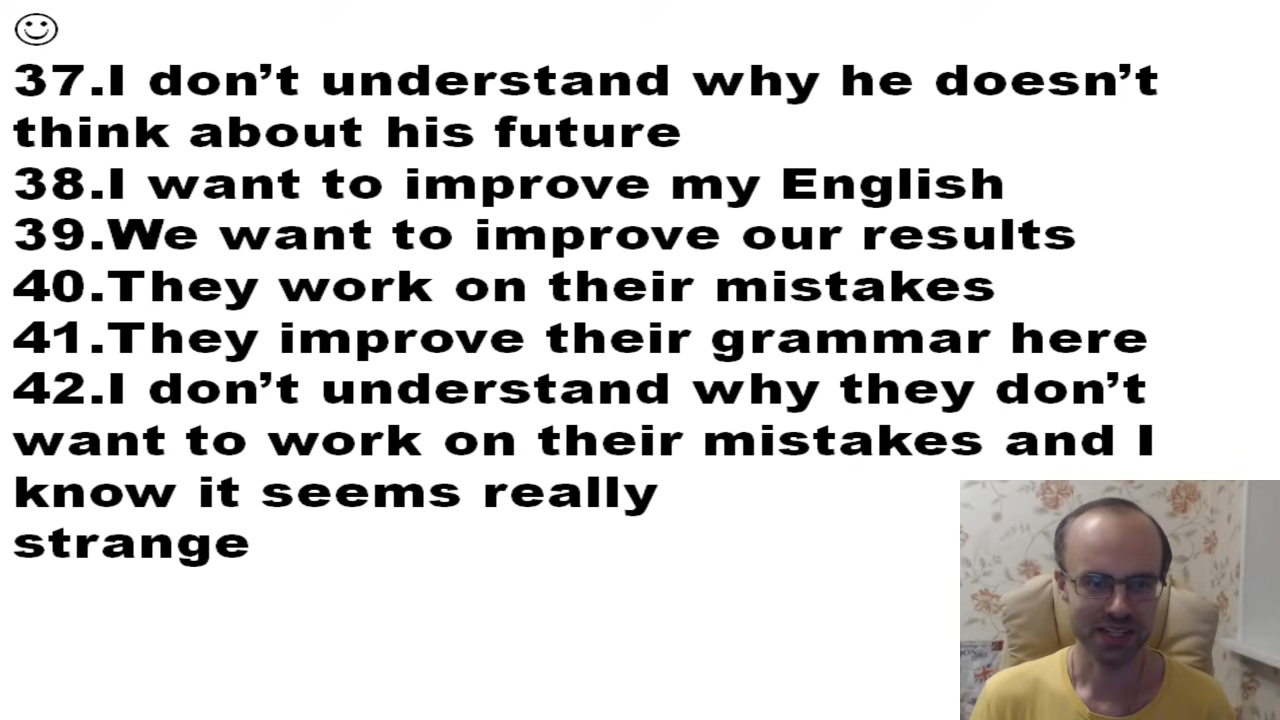 37.I don’t understand why he doesn’t
think about his future
38.I want to improve my English
39.We want to improve our results
40.They work on their mistakes
41.They improve their grammar here
42.I don’t understand why they don’t
want to work on their mistakes and I
know it seems really
strange